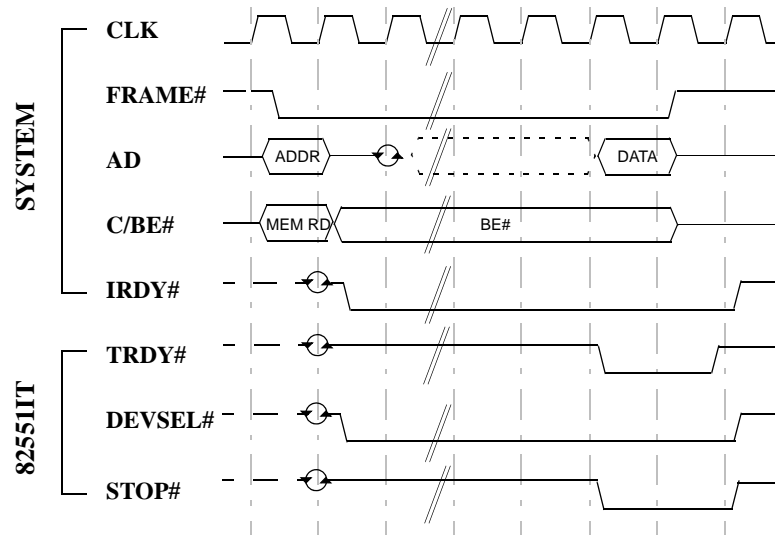 SYSTEM
CLK
FRAME#
AD
ADDR
DATA
C/BE#
MEM RD
BE#
IRDY#
82551IT
TRDY#
DEVSEL#
STOP#